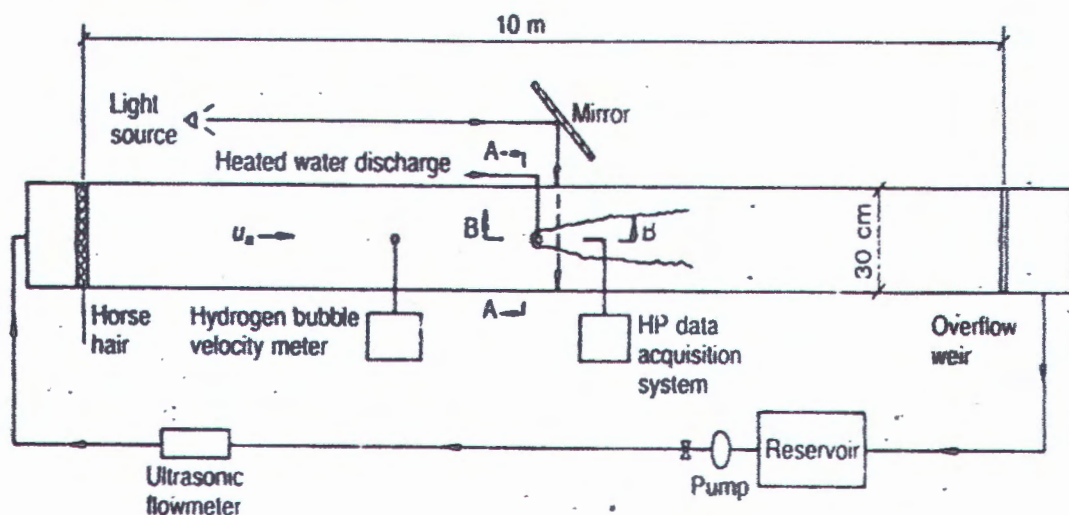 10 m
Light
source
Mirror
Heated water discharge
A
uₐ
B
B
30 cm
A
Horse
hair
Hydrogen bubble
velocity meter
HP data
acquisition
system
Overflow
weir
Ultrasonic
flowmeter
Pump
Reservoir